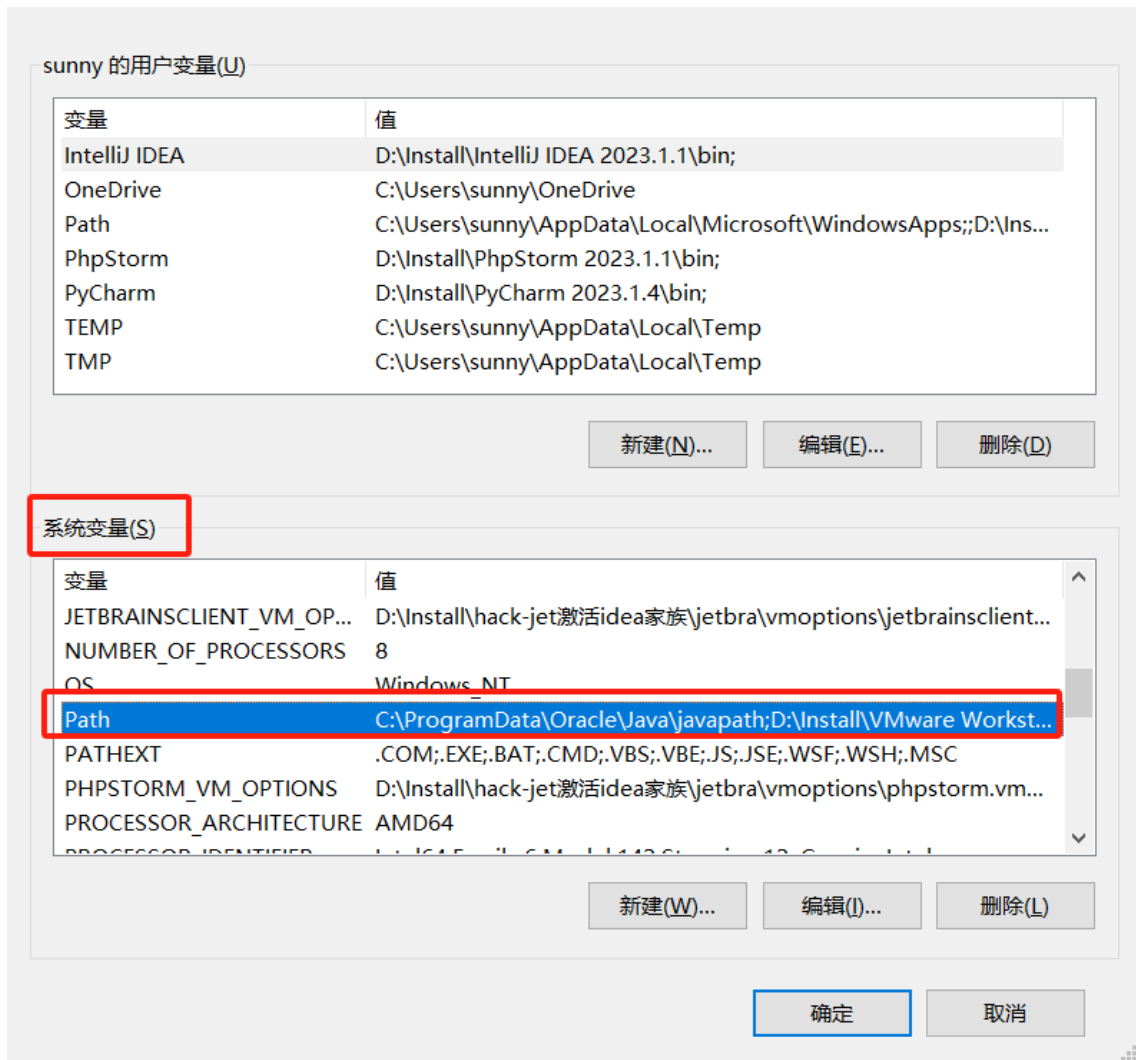 sunny 的用户变量(U)
变量 值
IntelliJ IDEA D:\Install\IntelliJ IDEA 2023.1.1\bin;
OneDrive C:\Users\sunny\OneDrive
Path C:\Users\sunny\AppData\Local\Microsoft\WindowsApps;;D:\Ins...
PhpStorm D:\Install\PhpStorm 2023.1.1\bin;
PyCharm D:\Install\PyCharm 2023.1.4\bin;
TEMP C:\Users\sunny\AppData\Local\Temp
TMP C:\Users\sunny\AppData\Local\Temp
新建(N)... 编辑(E)... 删除(D)
系统变量(S)
变量 值
JETBRAINSCLIENT_VM_OP... D:\Install\hack-jet激活idea家族\jetbra\vmoptions\jetbrainsclient...
NUMBER_OF_PROCESSORS 8
OS Windows_NT
Path C:\ProgramData\Oracle\Java\javapath;D:\Install\VMware Workst...
PATHEXT .COM;.EXE;.BAT;.CMD;.VBS;.VBE;.JS;.JSE;.WSF;.WSH;.MSC
PHPSTORM_VM_OPTIONS D:\Install\hack-jet激活idea家族\jetbra\vmoptions\phpstorm.vm...
PROCESSOR_ARCHITECTURE AMD64
新建(W)... 编辑(I)... 删除(L)
确定 取消